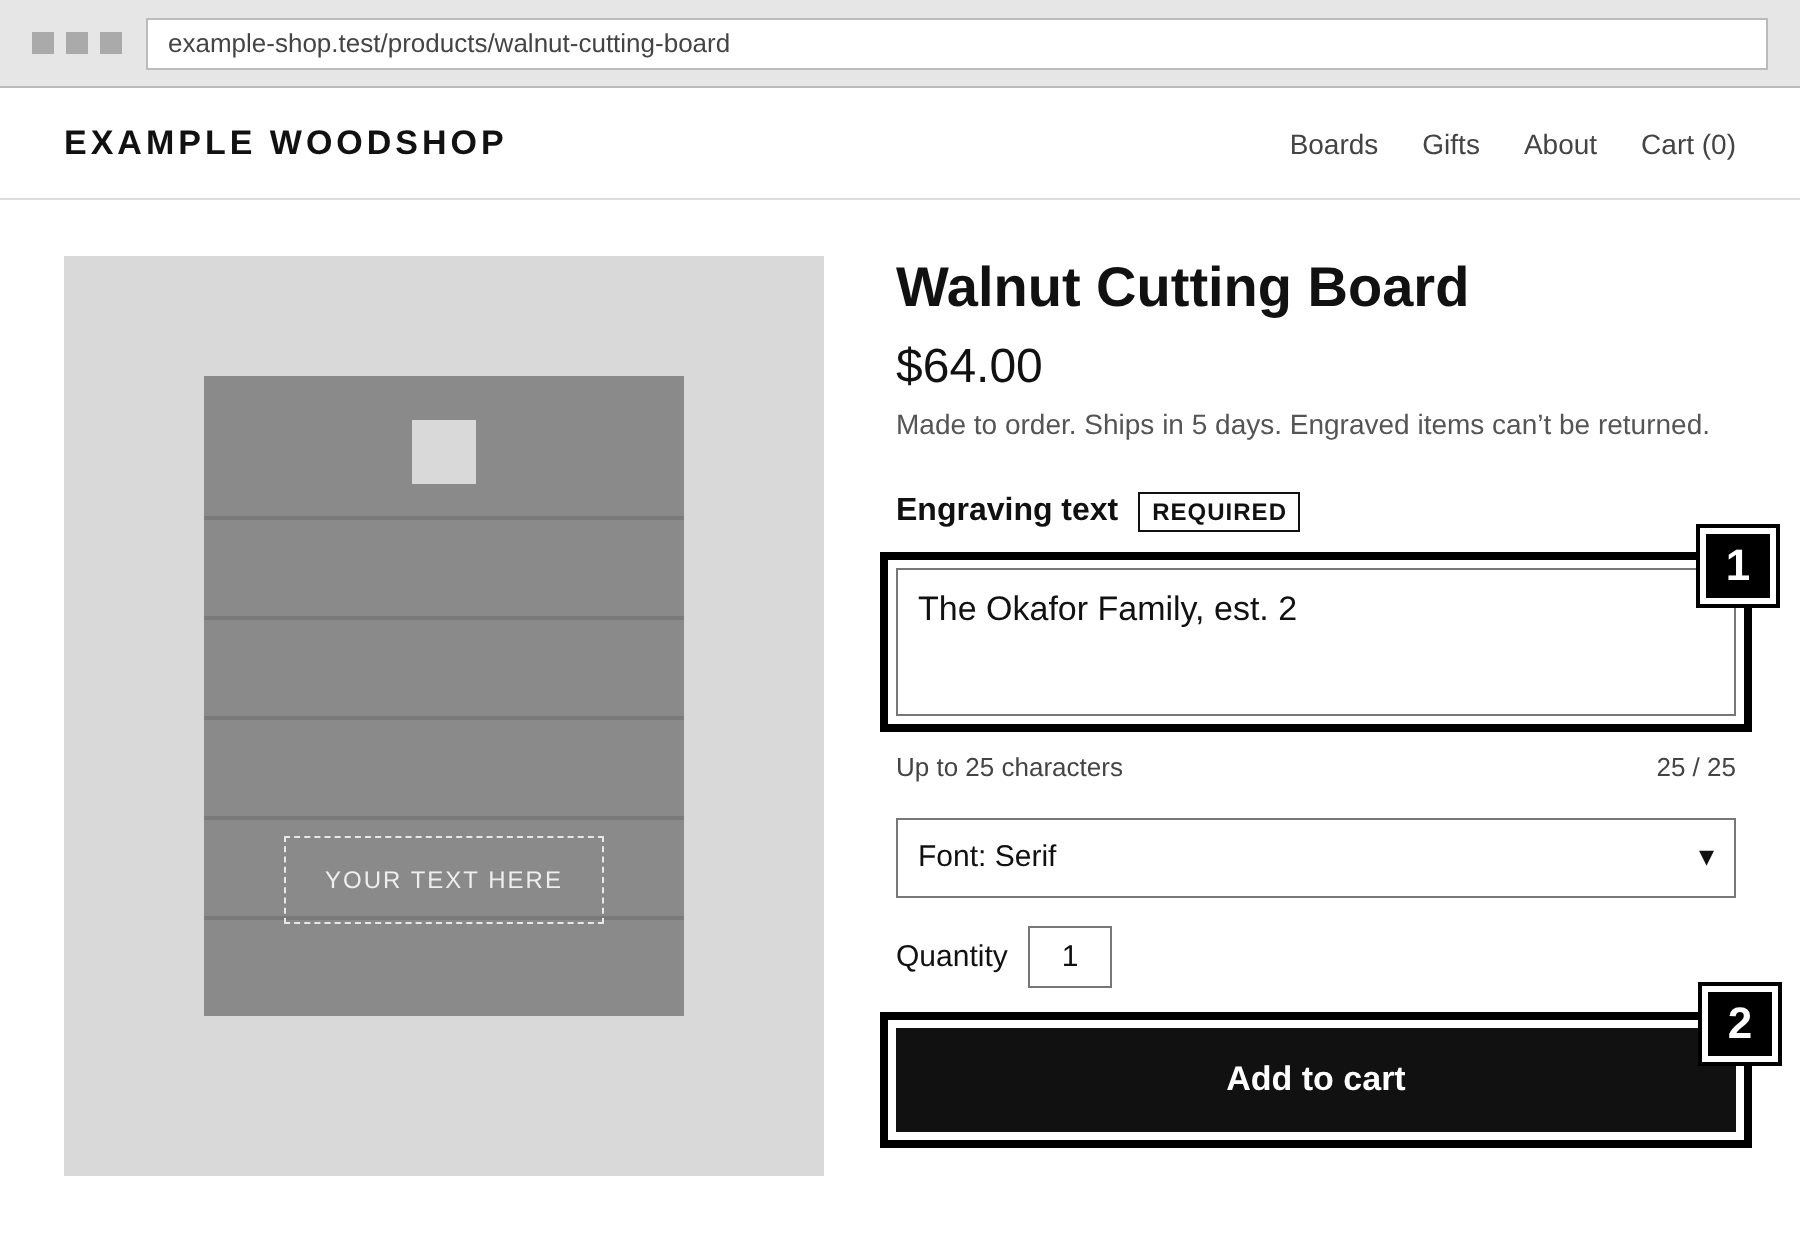 example-shop.test/products/walnut-cutting-board
EXAMPLE WOODSHOP
Boards Gifts About Cart (0)
Walnut Cutting Board
$64.00
Made to order. Ships in 5 days. Engraved items can’t be returned.
Engraving text REQUIRED
1
The Okafor Family, est. 2
Up to 25 characters 25 / 25
Font: Serif ▾
YOUR TEXT HERE
Quantity 1
2
Add to cart